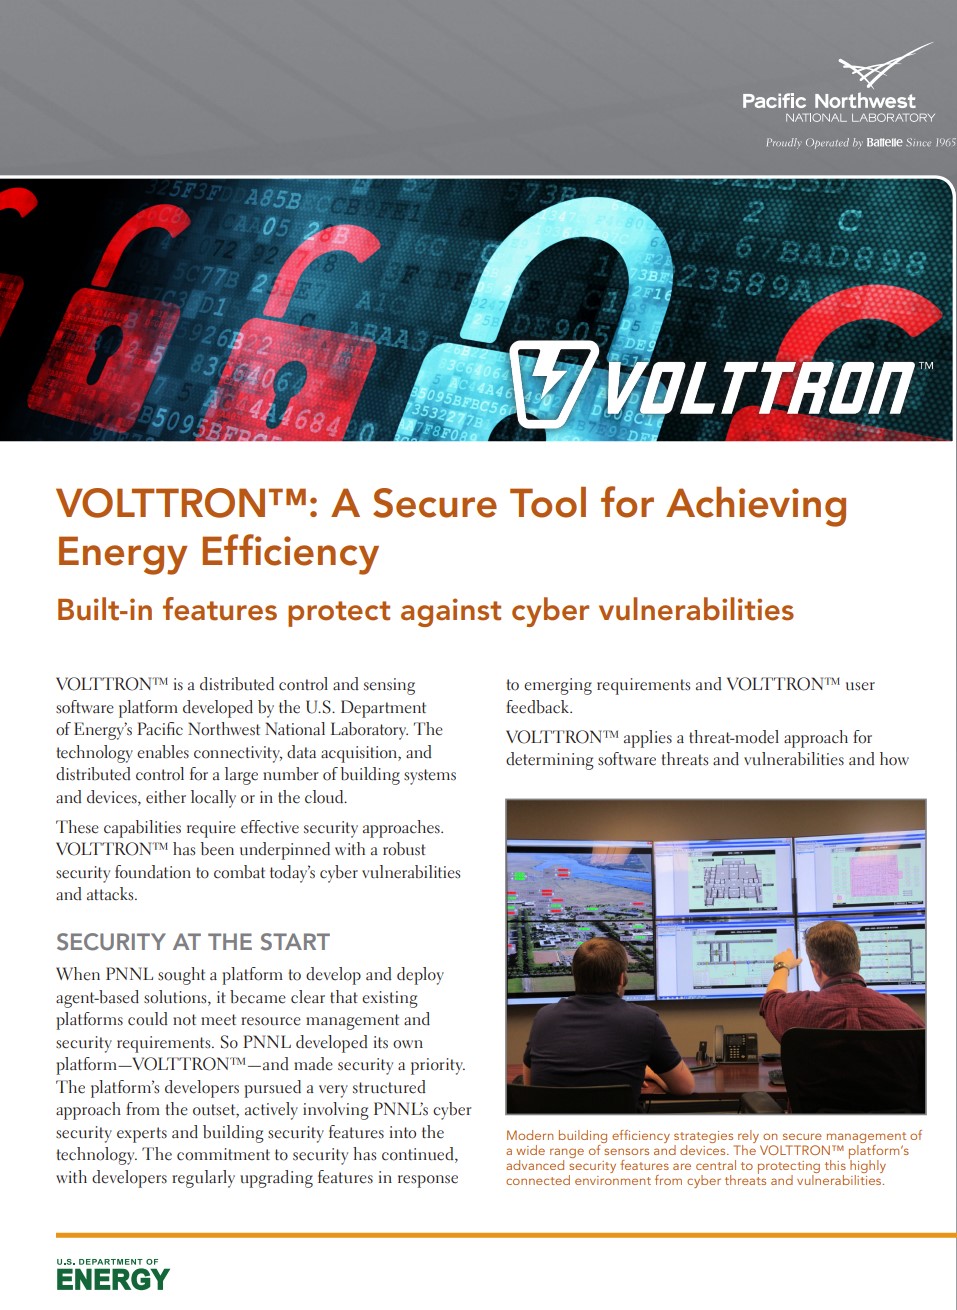 Pacific Northwest
NATIONAL LABORATORY
Proudly Operated by Battelle Since 1965
VOLTTRON™
VOLTTRON™: A Secure Tool for Achieving
Energy Efficiency
Built-in features protect against cyber vulnerabilities
VOLTTRON™ is a distributed control and sensing
software platform developed by the U.S. Department
of Energy's Pacific Northwest National Laboratory. The
technology enables connectivity, data acquisition, and
distributed control for a large number of building systems
and devices, either locally or in the cloud.
These capabilities require effective security approaches.
VOLTTRON™ has been underpinned with a robust
security foundation to combat today's cyber vulnerabilities
and attacks.
SECURITY AT THE START
When PNNL sought a platform to develop and deploy
agent-based solutions, it became clear that existing
platforms could not meet resource management and
security requirements. So PNNL developed its own
platform—VOLTTRON™—and made security a priority.
The platform's developers pursued a very structured
approach from the outset, actively involving PNNL's cyber
security experts and building security features into the
technology. The commitment to security has continued,
with developers regularly upgrading features in response
to emerging requirements and VOLTTRON™ user
feedback.
VOLTTRON™ applies a threat-model approach for
determining software threats and vulnerabilities and how
Modern building efficiency strategies rely on secure management of
a wide range of sensors and devices. The VOLTTRON™ platform's
advanced security features are central to protecting this highly
connected environment from cyber threats and vulnerabilities.
U.S. DEPARTMENT OF
ENERGY